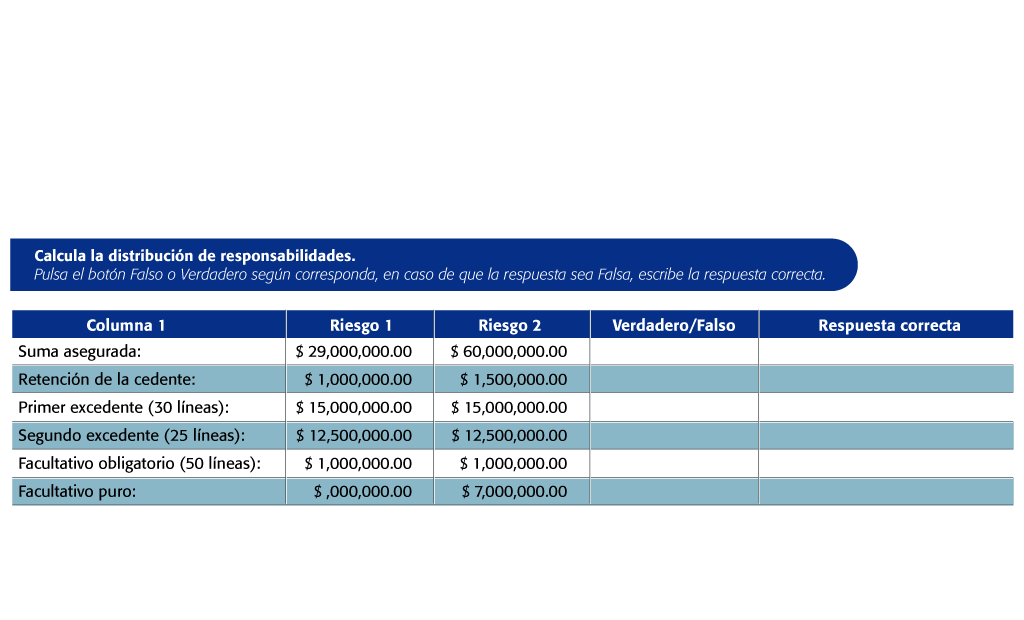 Calcula la distribución de responsabilidades.
Pulsa el botón Falso o Verdadero según corresponda, en caso de que la respuesta sea Falsa, escribe la respuesta correcta.
Columna 1 Riesgo 1 Riesgo 2 Verdadero/Falso Respuesta correcta
Suma asegurada: $ 29,000,000.00 $ 60,000,000.00
Retención de la cedente: $ 1,000,000.00 $ 1,500,000.00
Primer excedente (30 líneas): $ 15,000,000.00 $ 15,000,000.00
Segundo excedente (25 líneas): $ 12,500,000.00 $ 12,500,000.00
Facultativo obligatorio (50 líneas): $ 1,000,000.00 $ 1,000,000.00
Facultativo puro: $ ,000,000.00 $ 7,000,000.00